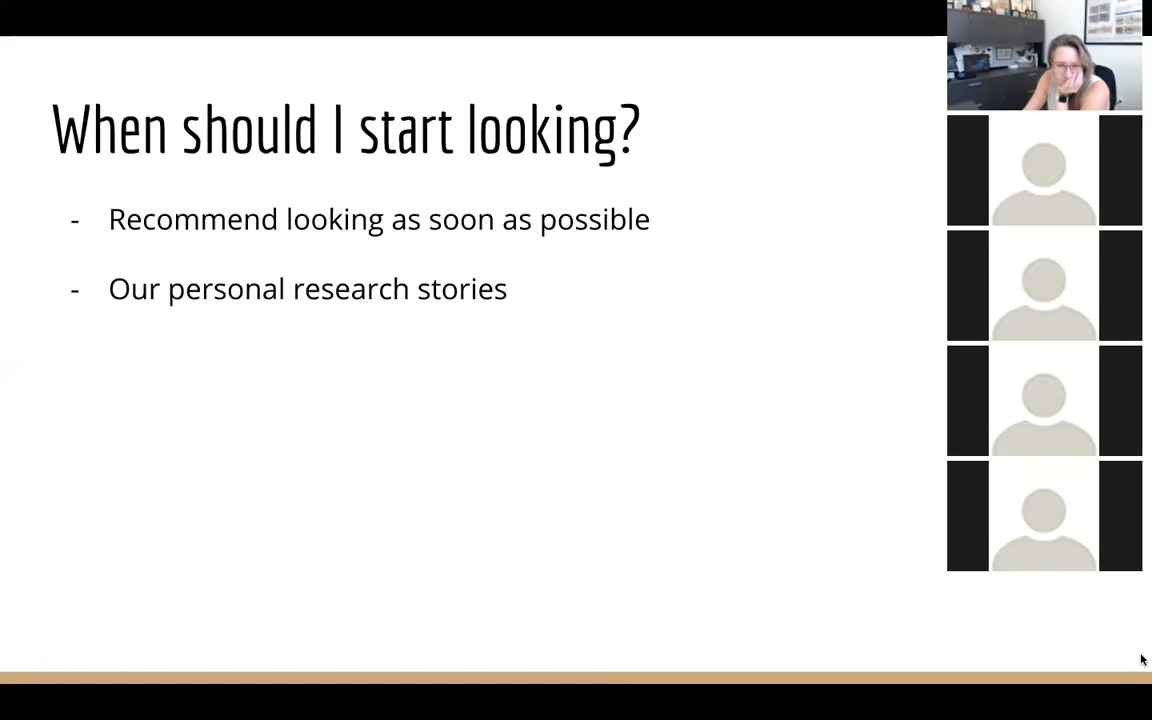 When should I start looking?
- Recommend looking as soon as possible
- Our personal research stories